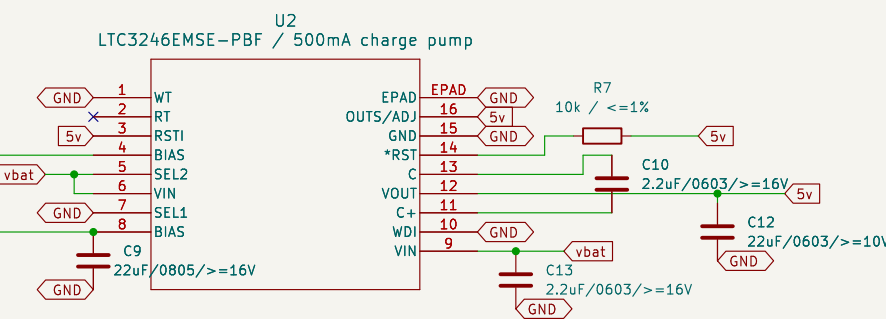 U2
LTC3246EMSE-PBF / 500mA charge pump
GND 1 WT
2 RT
5v 3 RSTI
4 BIAS
vbat 5 SEL2
6 VIN
GND 7 SEL1
8 BIAS
C9
22uF/0805/>=16V
GND
EPAD EPAD GND
OUTS/ADJ 16 5v
GND 15 GND
*RST 14
C 13
VOUT 12 5v
C+ 11
WDI 10 GND
VIN 9 vbat
R7
10k / <=1%
5v
C10
2.2uF/0603/>=16V
C12
22uF/0603/>=10V
GND
C13
2.2uF/0603/>=16V
GND